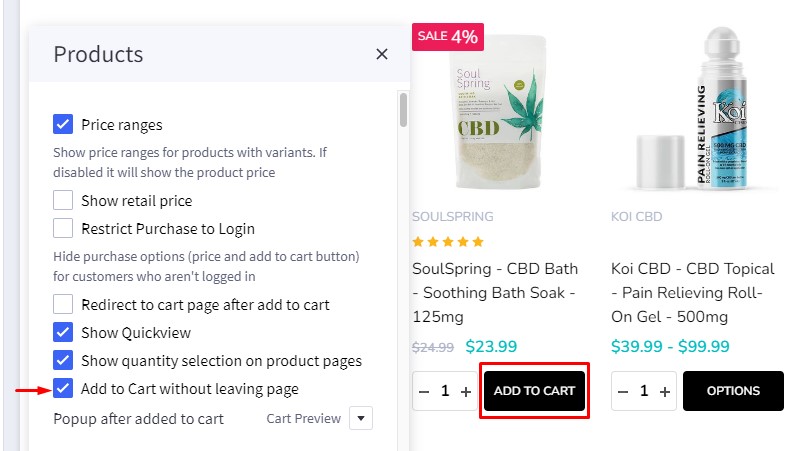 Products
Price ranges
Show price ranges for products with variants. If
disabled it will show the product price
Show retail price
Restrict Purchase to Login
Hide purchase options (price and add to cart button)
for customers who aren't logged in
Redirect to cart page after add to cart
Show Quickview
Show quantity selection on product pages
Add to Cart without leaving page
Popup after added to cart Cart Preview
SALE 4%
Soul
Spring
CBD
SOULSPRING
SoulSpring - CBD Bath
- Soothing Bath Soak -
125mg
$24.99 $23.99
1
ADD TO CART
PAIN RELIEVING
ROLL-ON GEL
Koi
500 MG CBD
KOI CBD
Koi CBD - CBD Topical
- Pain Relieving Roll-
On Gel - 500mg
$39.99 - $99.99
1
OPTIONS